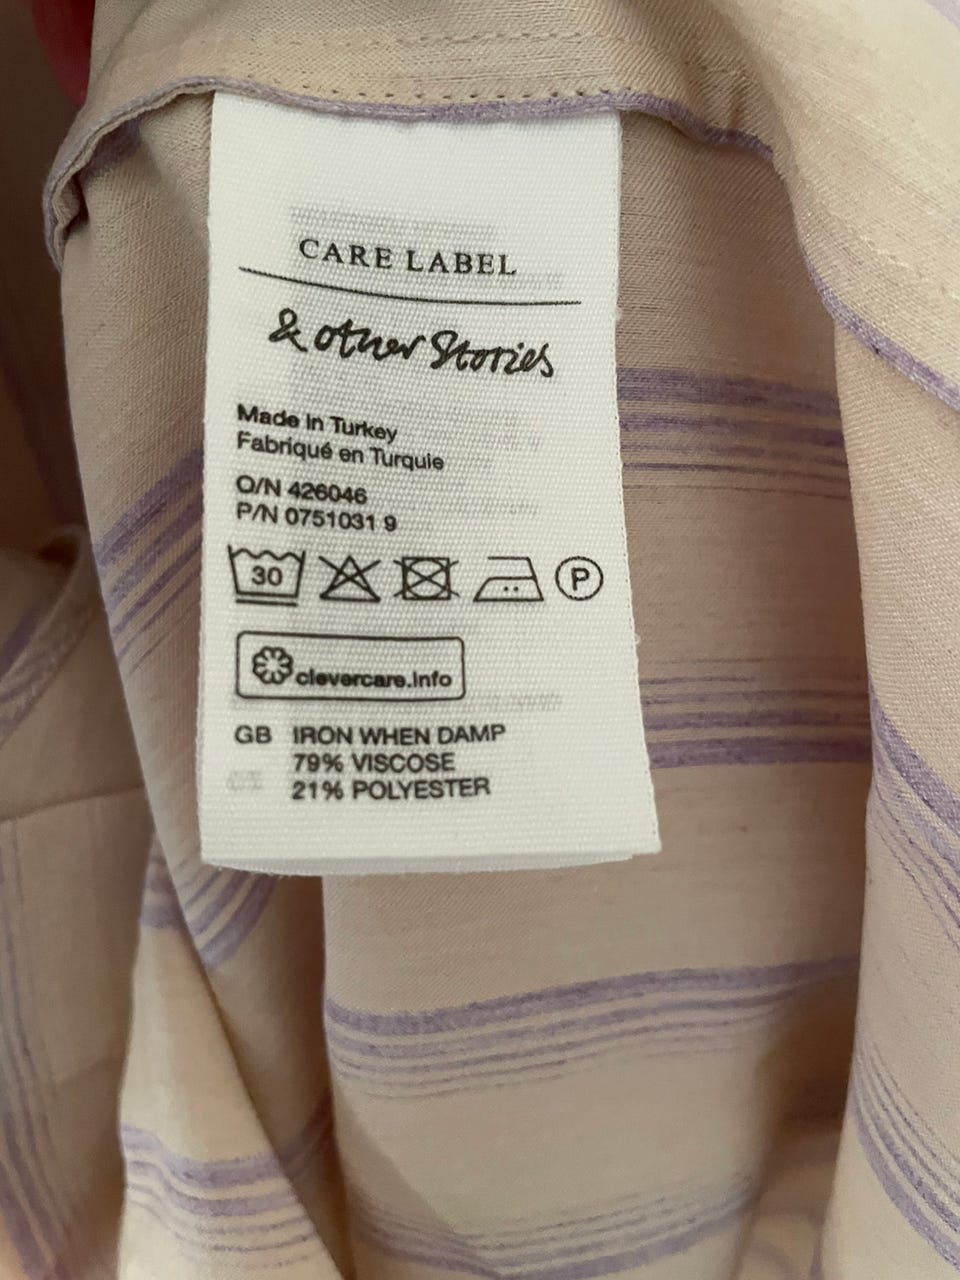 CARE LABEL
& other Stories
Made in Turkey
Fabriqué en Turquie
O/N 426046
P/N 0751031 9
30 P
clevercare.info
GB IRON WHEN DAMP
79% VISCOSE
21% POLYESTER